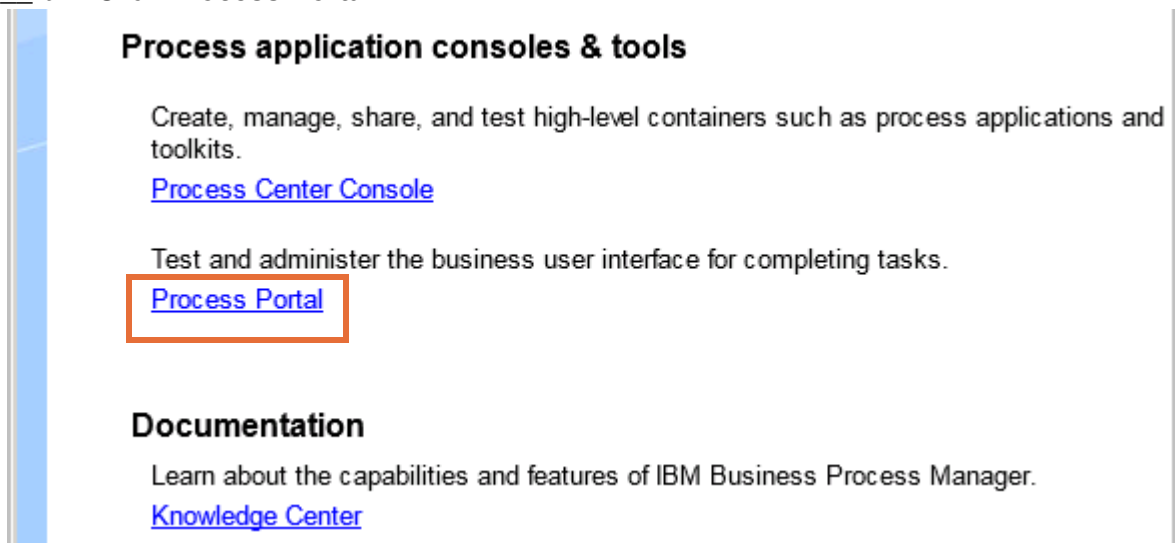 Process application consoles & tools
Create, manage, share, and test high-level containers such as process applications and
toolkits.
Process Center Console
Test and administer the business user interface for completing tasks.
Process Portal
Documentation
Learn about the capabilities and features of IBM Business Process Manager.
Knowledge Center